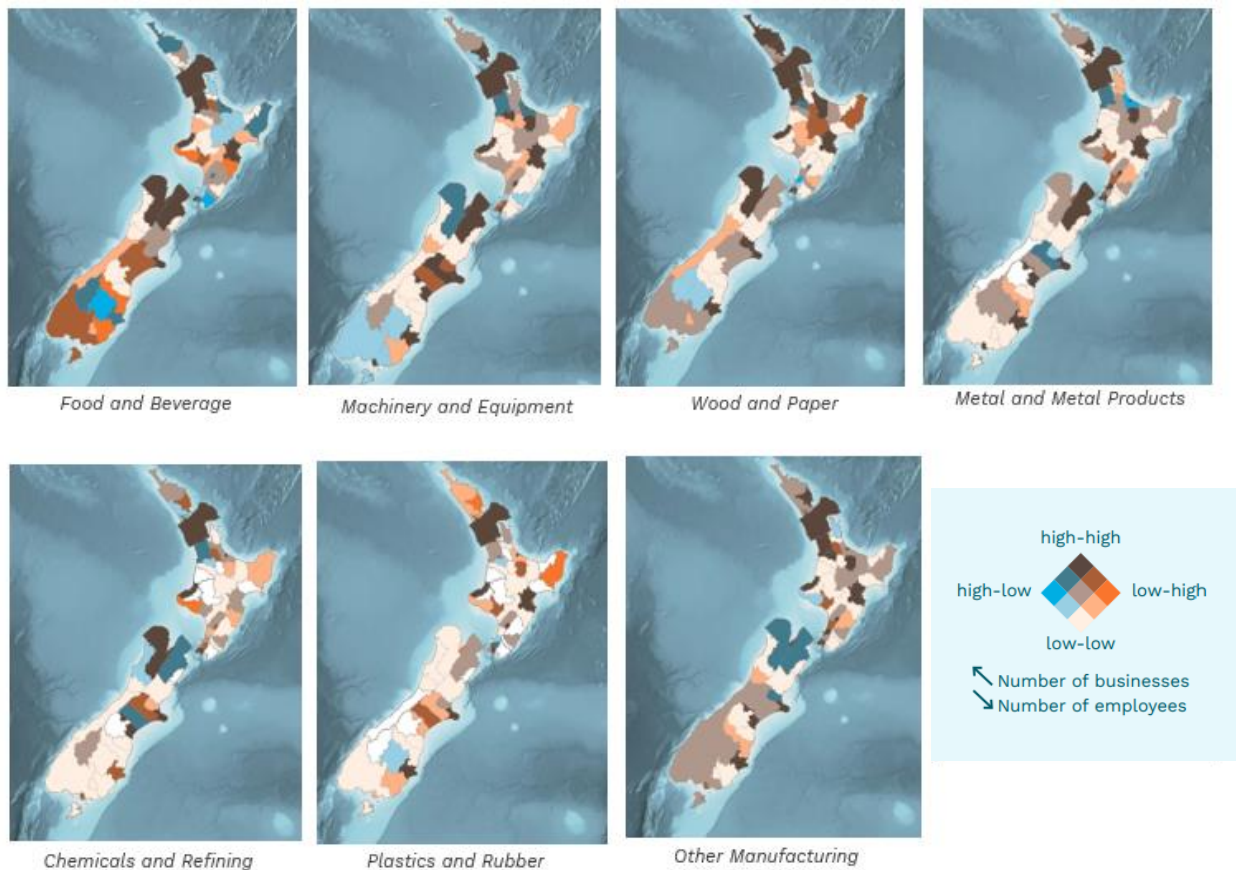 Food and Beverage
Machinery and Equipment
Wood and Paper
Metal and Metal Products
Chemicals and Refining
Plastics and Rubber
Other Manufacturing
high-high
high-low
low-high
low-low
Number of businesses
Number of employees